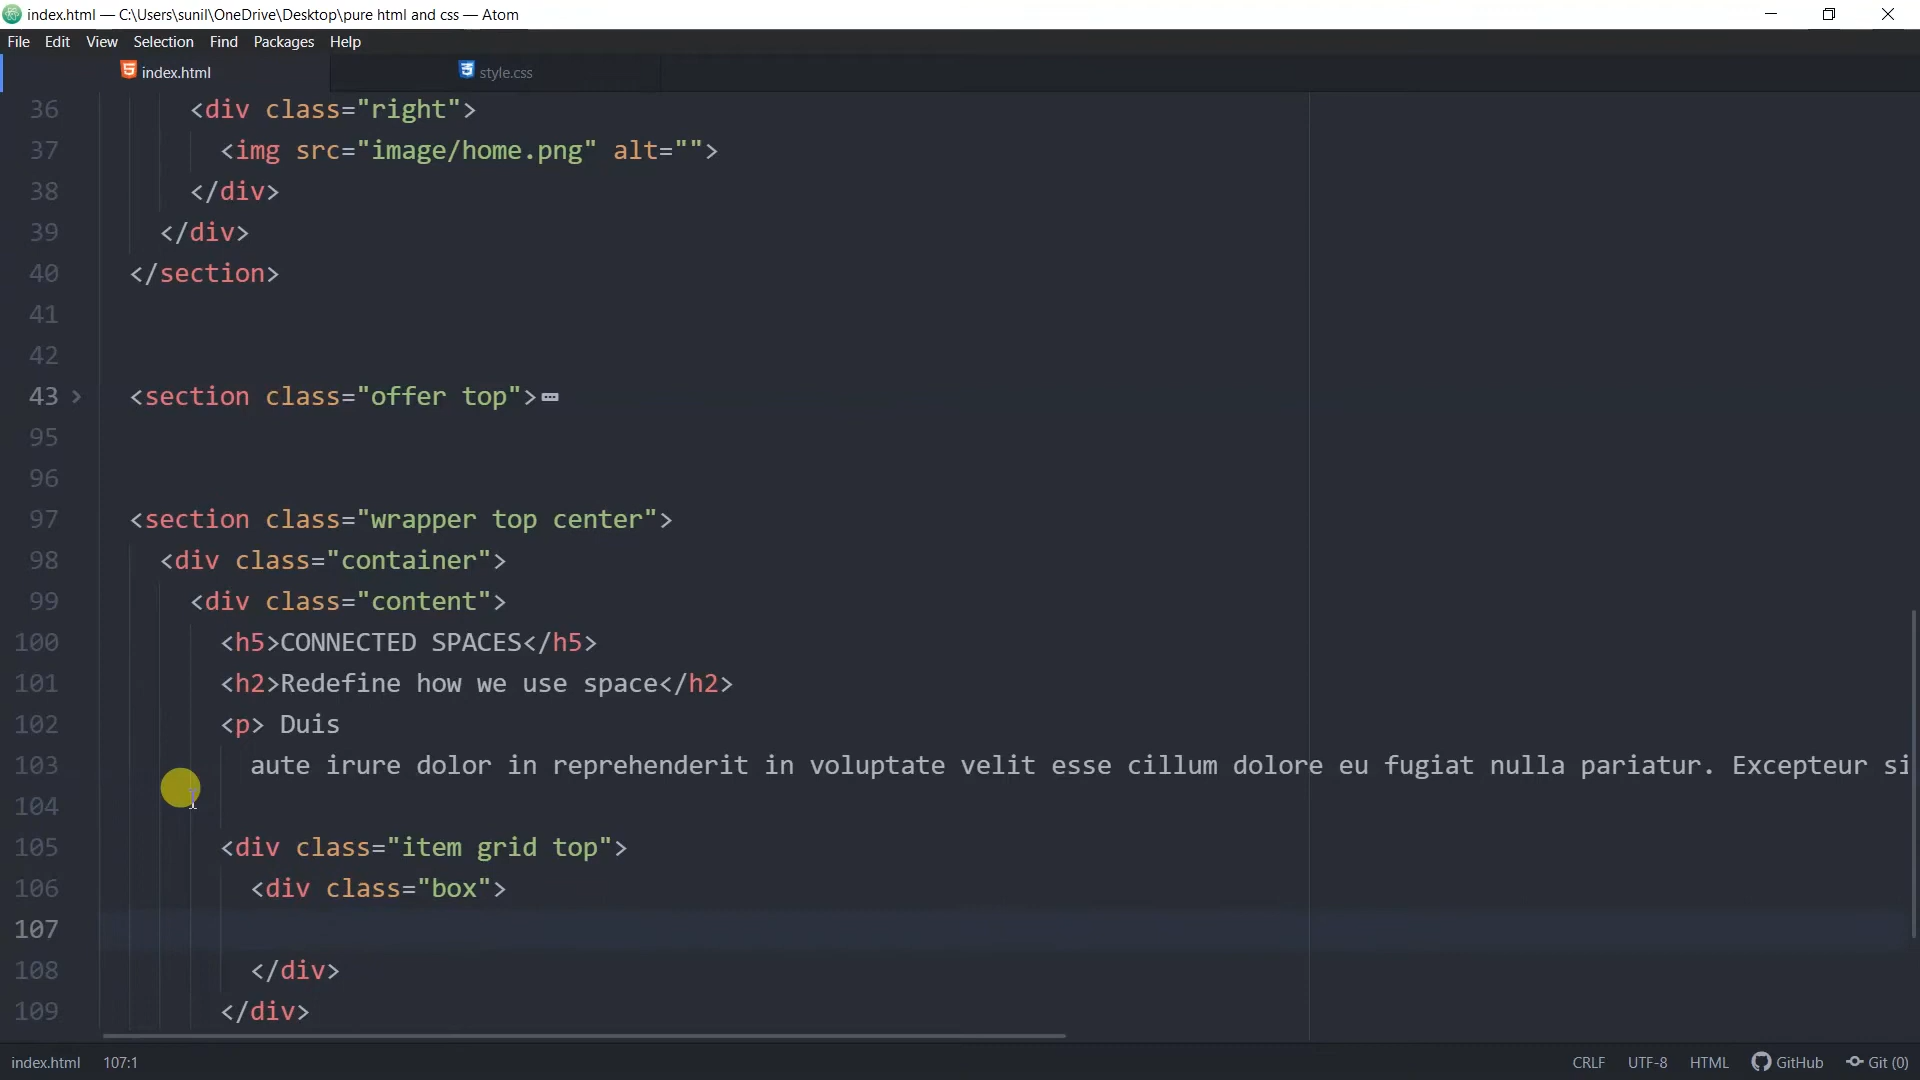 index.html — C:\Users\sunil\OneDrive\Desktop\pure html and css — Atom
File Edit View Selection Find Packages Help
index.html style.css
36 <div class="right">
37 <img src="image/home.png" alt="">
38 </div>
39 </div>
40 </section>
41
42
43 <section class="offer top">
95
96
97 <section class="wrapper top center">
98 <div class="container">
99 <div class="content">
100 <h5>CONNECTED SPACES</h5>
101 <h2>Redefine how we use space</h2>
102 <p> Duis
103 aute irure dolor in reprehenderit in voluptate velit esse cillum dolore eu fugiat nulla pariatur. Excepteur si
104
105 <div class="item grid top">
106 <div class="box">
107
108 </div>
109 </div>
index.html 107:1 CRLF UTF-8 HTML GitHub Git (0)